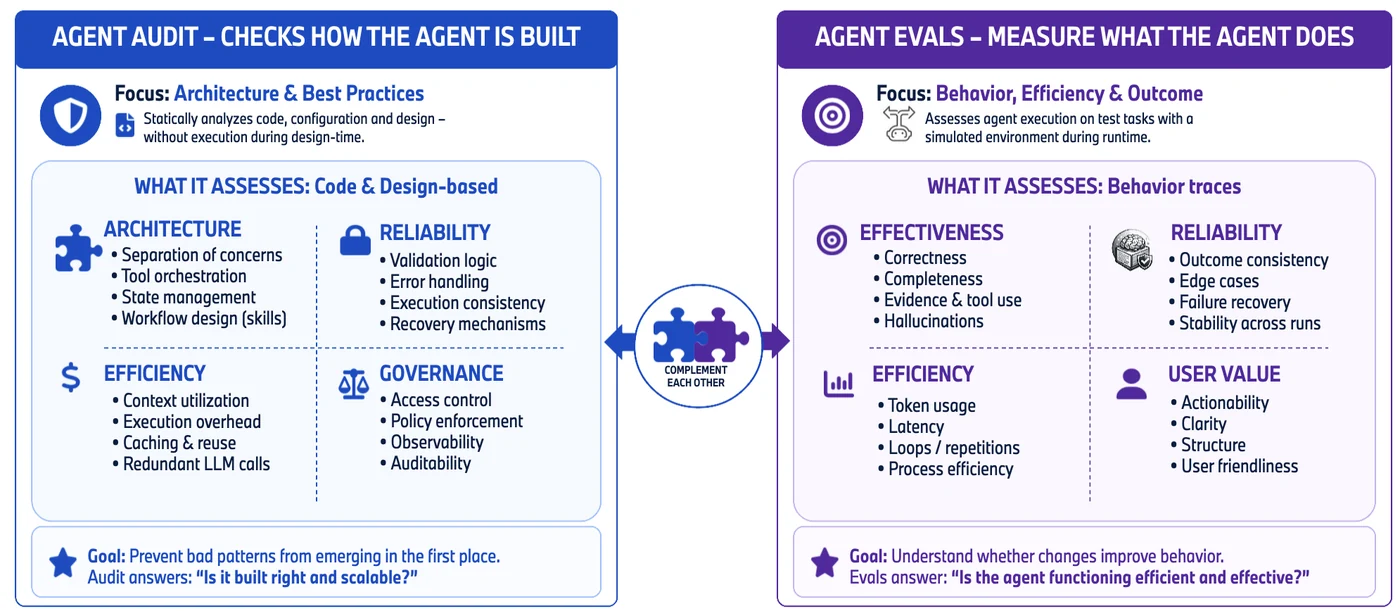 AGENT AUDIT – CHECKS HOW THE AGENT IS BUILT
Focus: Architecture & Best Practices
Statically analyzes code, configuration and design –
without execution during design-time.
WHAT IT ASSESSES: Code & Design-based
ARCHITECTURE
• Separation of concerns
• Tool orchestration
• State management
• Workflow design (skills)
RELIABILITY
• Validation logic
• Error handling
• Execution consistency
• Recovery mechanisms
$
EFFICIENCY
• Context utilization
• Execution overhead
• Caching & reuse
• Redundant LLM calls
GOVERNANCE
• Access control
• Policy enforcement
• Observability
• Auditability
Goal: Prevent bad patterns from emerging in the first place.
Audit answers: “Is it built right and scalable?”
COMPLEMENT
EACH OTHER
AGENT EVALS – MEASURE WHAT THE AGENT DOES
Focus: Behavior, Efficiency & Outcome
Assesses agent execution on test tasks with a
simulated environment during runtime.
WHAT IT ASSESSES: Behavior traces
EFFECTIVENESS
• Correctness
• Completeness
• Evidence & tool use
• Hallucinations
RELIABILITY
• Outcome consistency
• Edge cases
• Failure recovery
• Stability across runs
EFFICIENCY
• Token usage
• Latency
• Loops / repetitions
• Process efficiency
USER VALUE
• Actionability
• Clarity
• Structure
• User friendliness
Goal: Understand whether changes improve behavior.
Evals answer: “Is the agent functioning efficient and effective?”